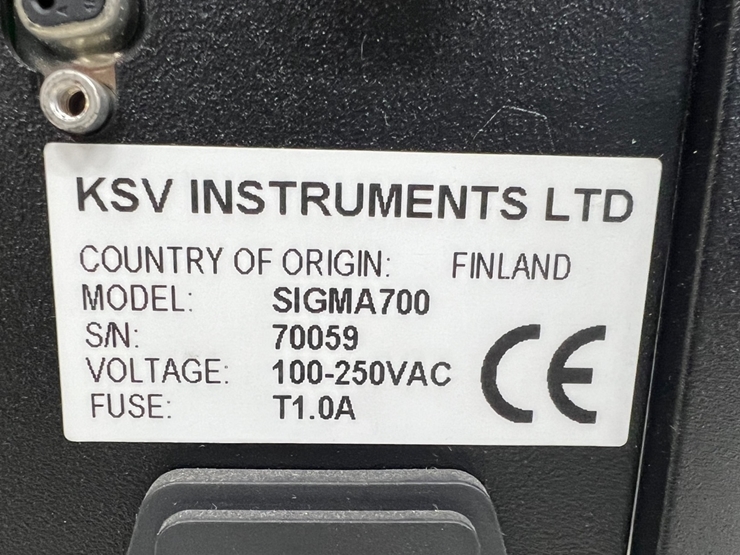 KSV INSTRUMENTS LTD
COUNTRY OF ORIGIN: FINLAND
MODEL: SIGMA700
S/N: 70059
VOLTAGE: 100-250VAC
FUSE: T1.0A
CE